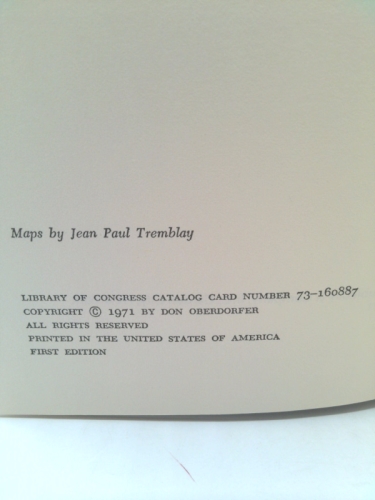 Maps by Jean Paul Tremblay
LIBRARY OF CONGRESS CATALOG CARD NUMBER 73–160887
COPYRIGHT © 1971 BY DON OBERDORFER
ALL RIGHTS RESERVED
PRINTED IN THE UNITED STATES OF AMERICA
FIRST EDITION